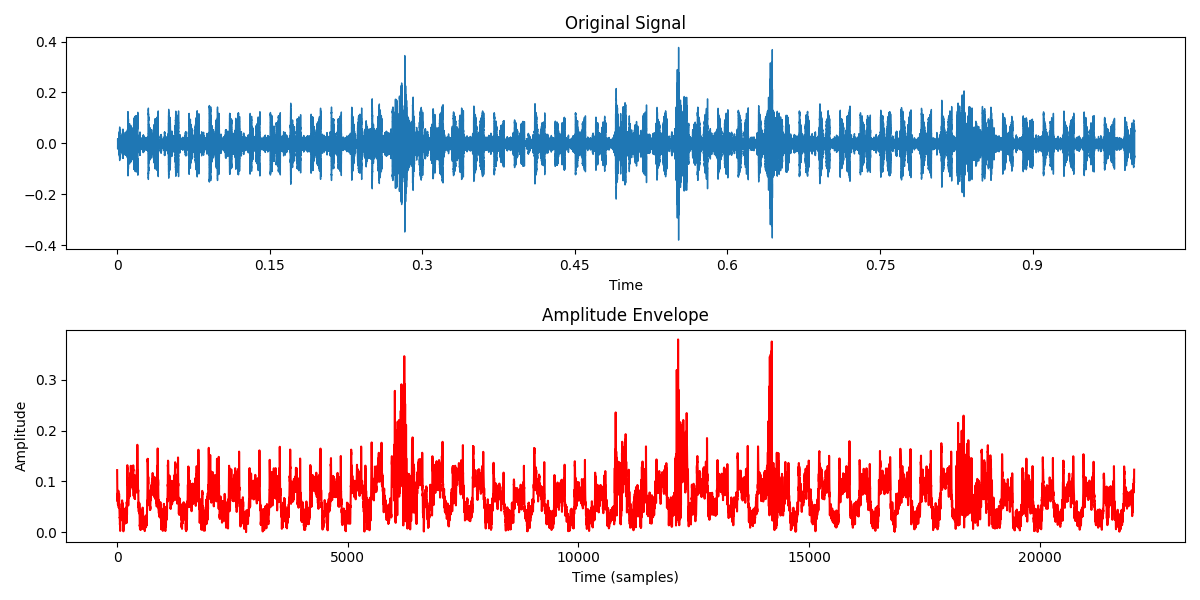 Original Signal
0.4
0.2
0.0
−0.2
−0.4
0 0.15 0.3 0.45 0.6 0.75 0.9
Time
Amplitude Envelope
Amplitude
0.3
0.2
0.1
0.0
0 5000 10000 15000 20000
Time (samples)